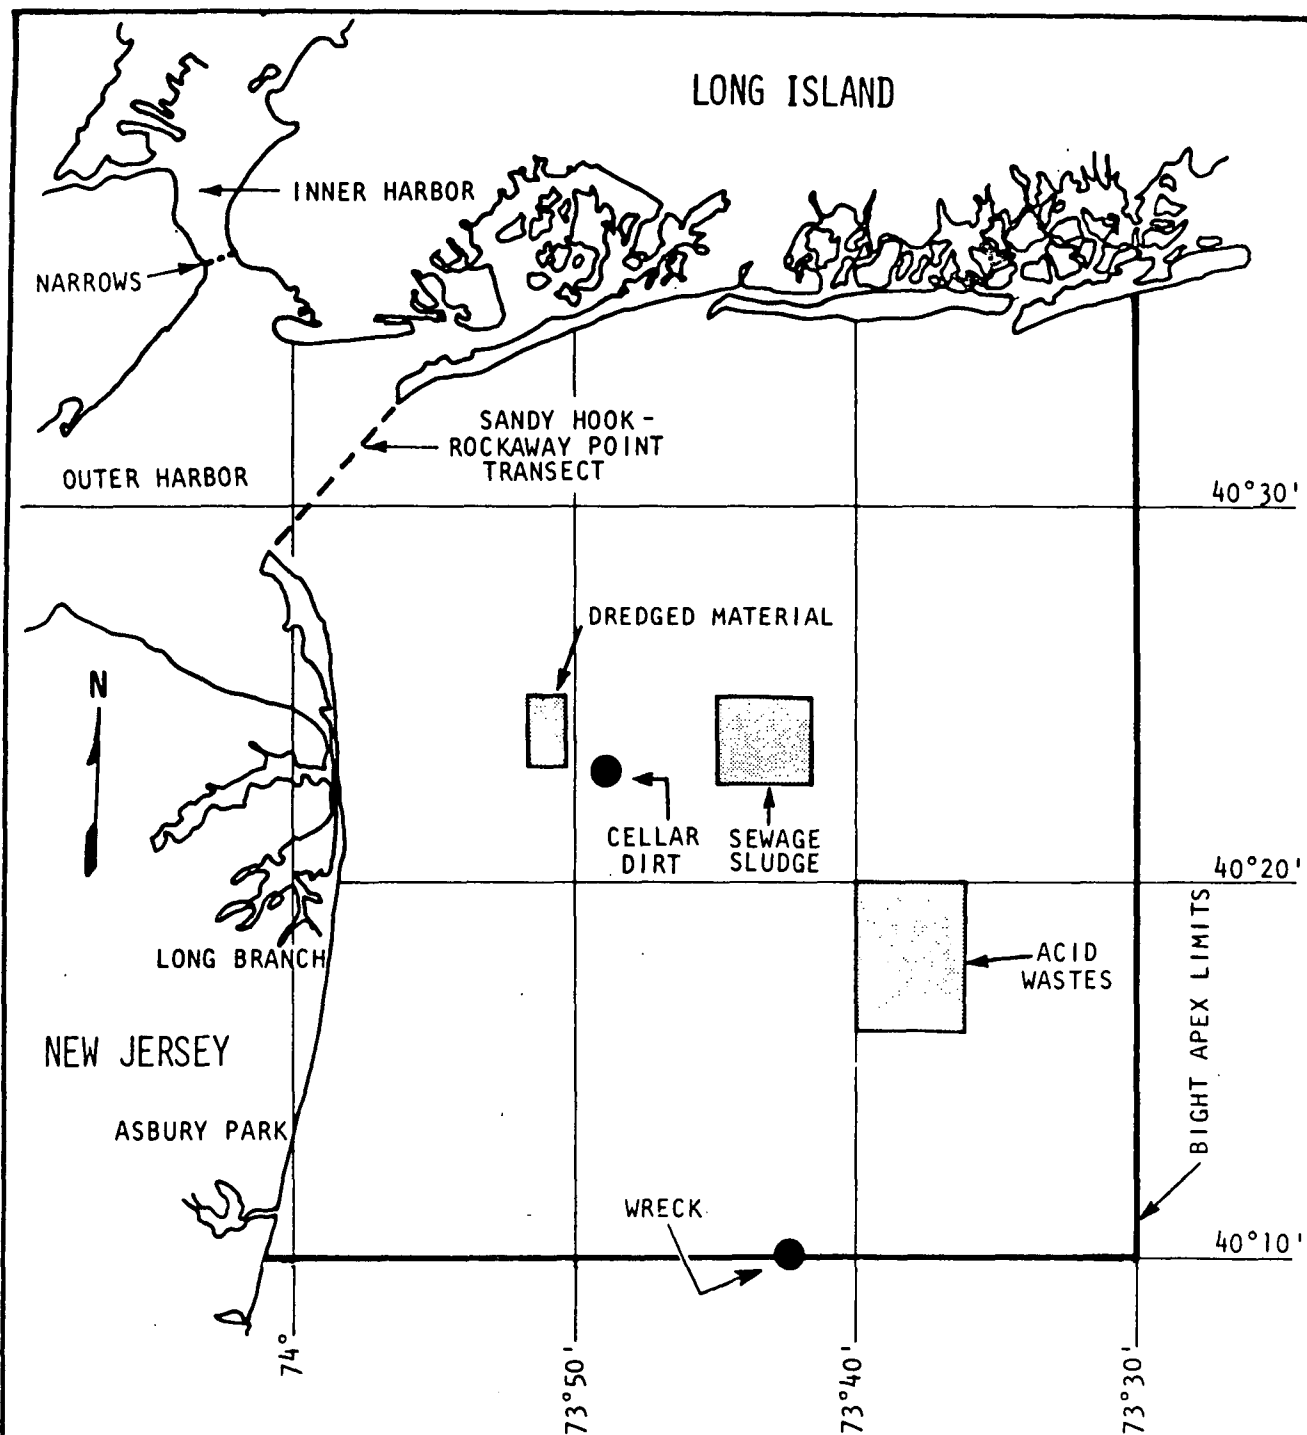 LONG ISLAND
INNER HARBOR
NARROWS
SANDY HOOK -
ROCKAWAY POINT
TRANSECT
OUTER HARBOR
40°30'
DREDGED MATERIAL
N
CELLAR
DIRT
SEWAGE
SLUDGE
40°20'
LONG BRANCH
ACID
WASTES
BIGHT APEX LIMITS
NEW JERSEY
ASBURY PARK
WRECK
40°10'
74°
73°50'
73°40'
73°30'